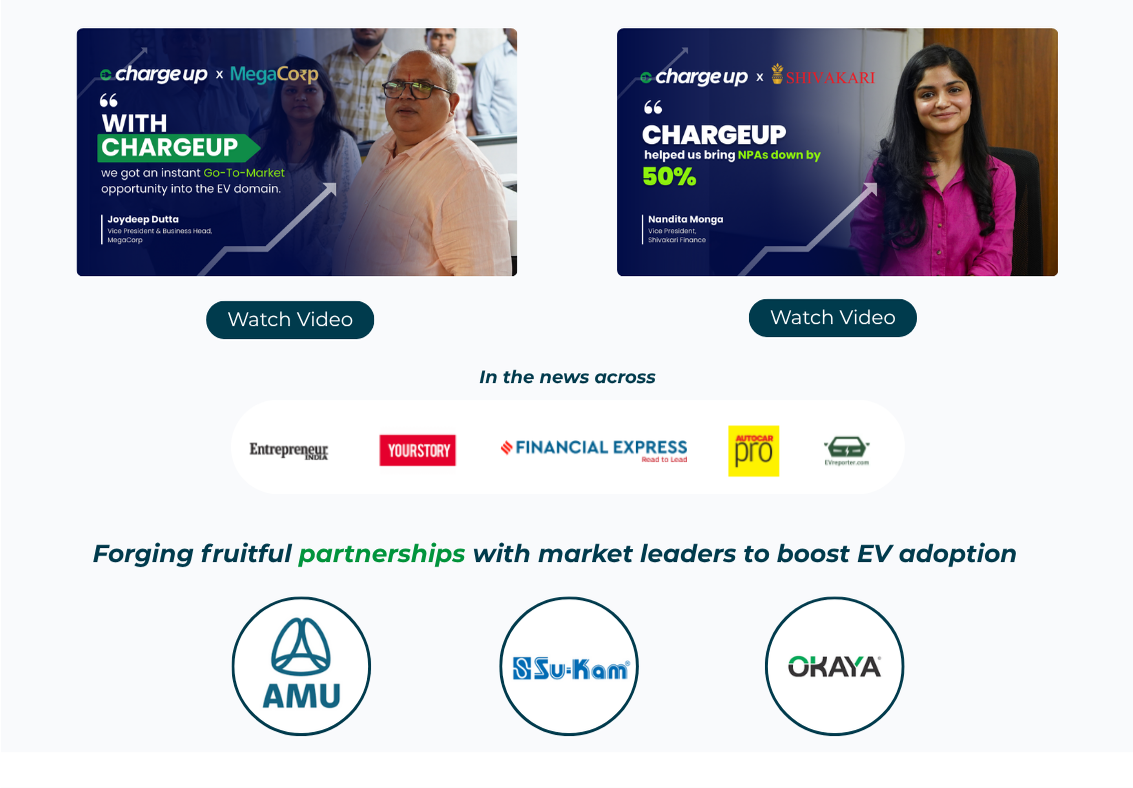 chargeup x MegaCorp
“
WITH
CHARGEUP
we got an instant Go-To-Market
opportunity into the EV domain.
Joydeep Dutta
Vice President & Business Head,
MegaCorp
chargeup x SHIVAKARI
“
CHARGEUP
helped us bring NPAs down by
50%
Nandita Monga
Vice President,
Shivakari Finance
Watch Video
Watch Video
In the news across
Entrepreneur
INDIA
YOURSTORY
FINANCIAL EXPRESS
Read to Lead
AUTOCAR
pro
EVreporter.com
Forging fruitful partnerships with market leaders to boost EV adoption
AMU
Su-Kam®
OKAYA®